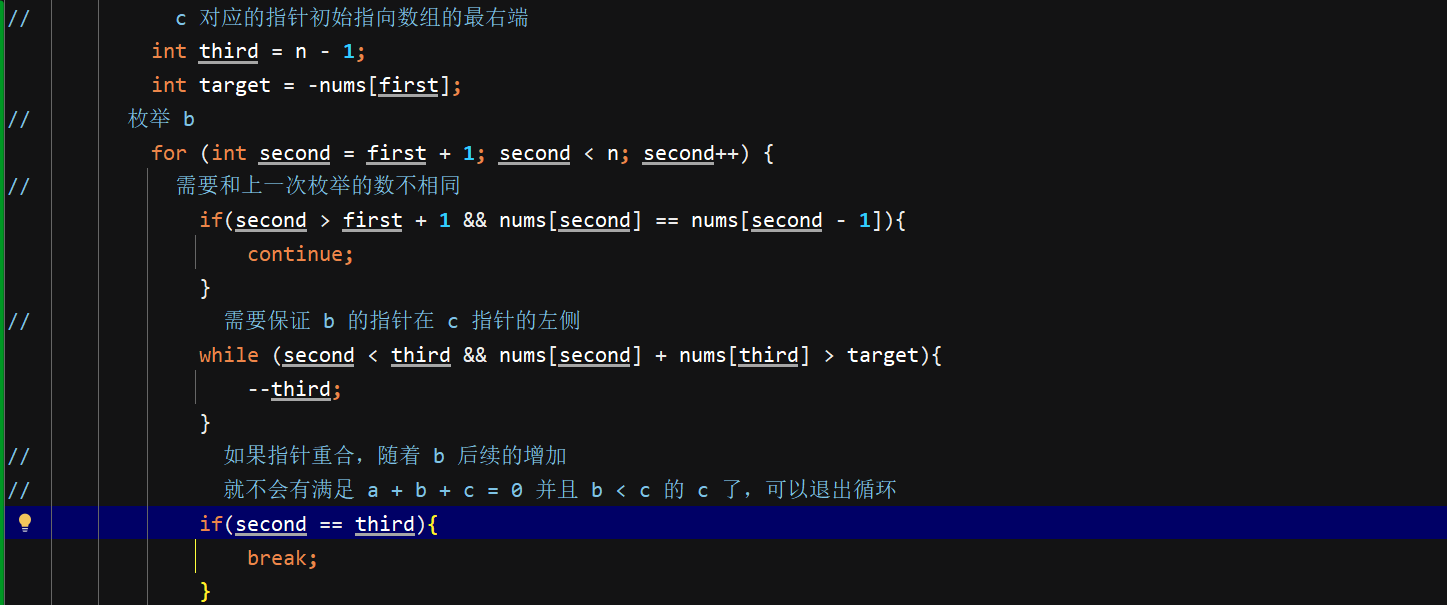 //            c 对应的指针初始指向数组的最右端
            int third = n - 1;
            int target = -nums[first];
//        枚举 b
            for (int second = first + 1; second < n; second++) {
//            需要和上一次枚举的数不相同
                if(second > first + 1 && nums[second] == nums[second - 1]){
                    continue;
                }
//                需要保证 b 的指针在 c 指针的左侧
                while (second < third && nums[second] + nums[third] > target){
                    --third;
                }
//                如果指针重合，随着 b 后续的增加
//                就不会有满足 a + b + c = 0 并且 b < c 的 c 了，可以退出循环
                if(second == third){
                    break;
                }